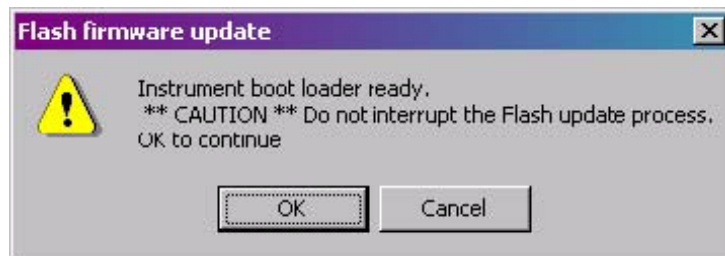 Flash firmware update
Instrument boot loader ready.
** CAUTION ** Do not interrupt the Flash update process.
OK to continue
OK
Cancel